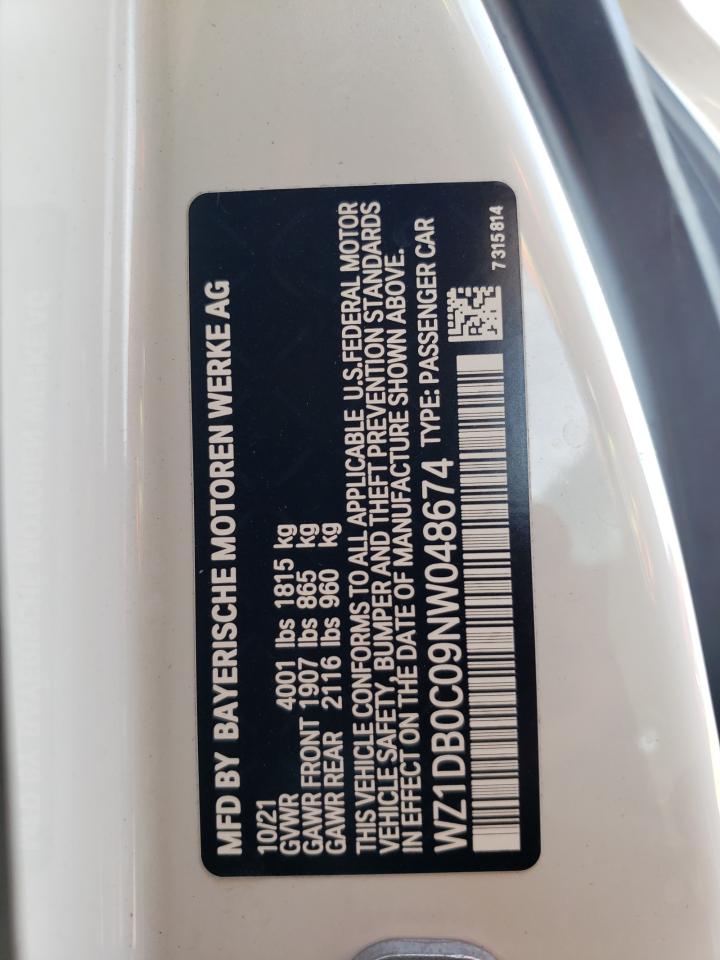 MFD BY BAYERISCHE MOTOREN WERKE AG
10/21
GVWR 4001 lbs 1815 kg
GAWR FRONT 1907 lbs 865 kg
GAWR REAR 2116 lbs 960 kg
THIS VEHICLE CONFORMS TO ALL APPLICABLE U.S.FEDERAL MOTOR
VEHICLE SAFETY, BUMPER AND THEFT PREVENTION STANDARDS
IN EFFECT ON THE DATE OF MANUFACTURE SHOWN ABOVE.
WZ1DB0C09NW048674 TYPE: PASSENGER CAR
7315814